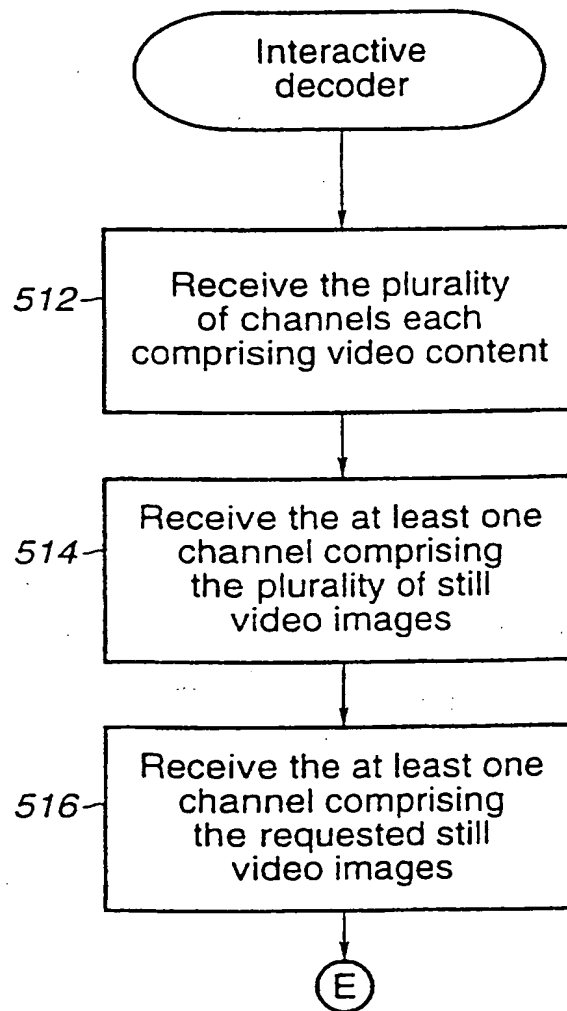 Interactive
decoder
512
Receive the plurality
of channels each
comprising video content
514
Receive the at least one
channel comprising
the plurality of still
video images
516
Receive the at least one
channel comprising
the requested still
video images
E